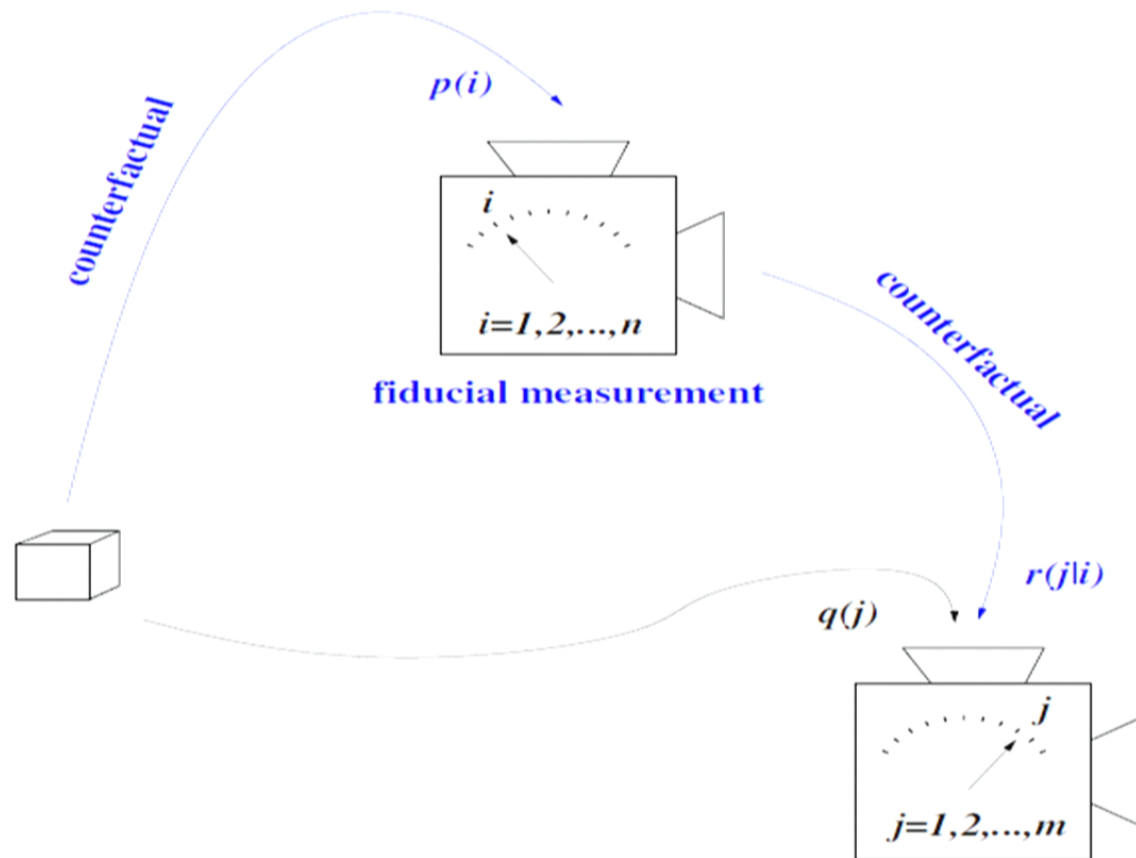 p(i)
counterfactual
i
i=1,2,...,n
counterfactual
fiducial measurement
r(j|i)
q(j)
j
j=1,2,...,m